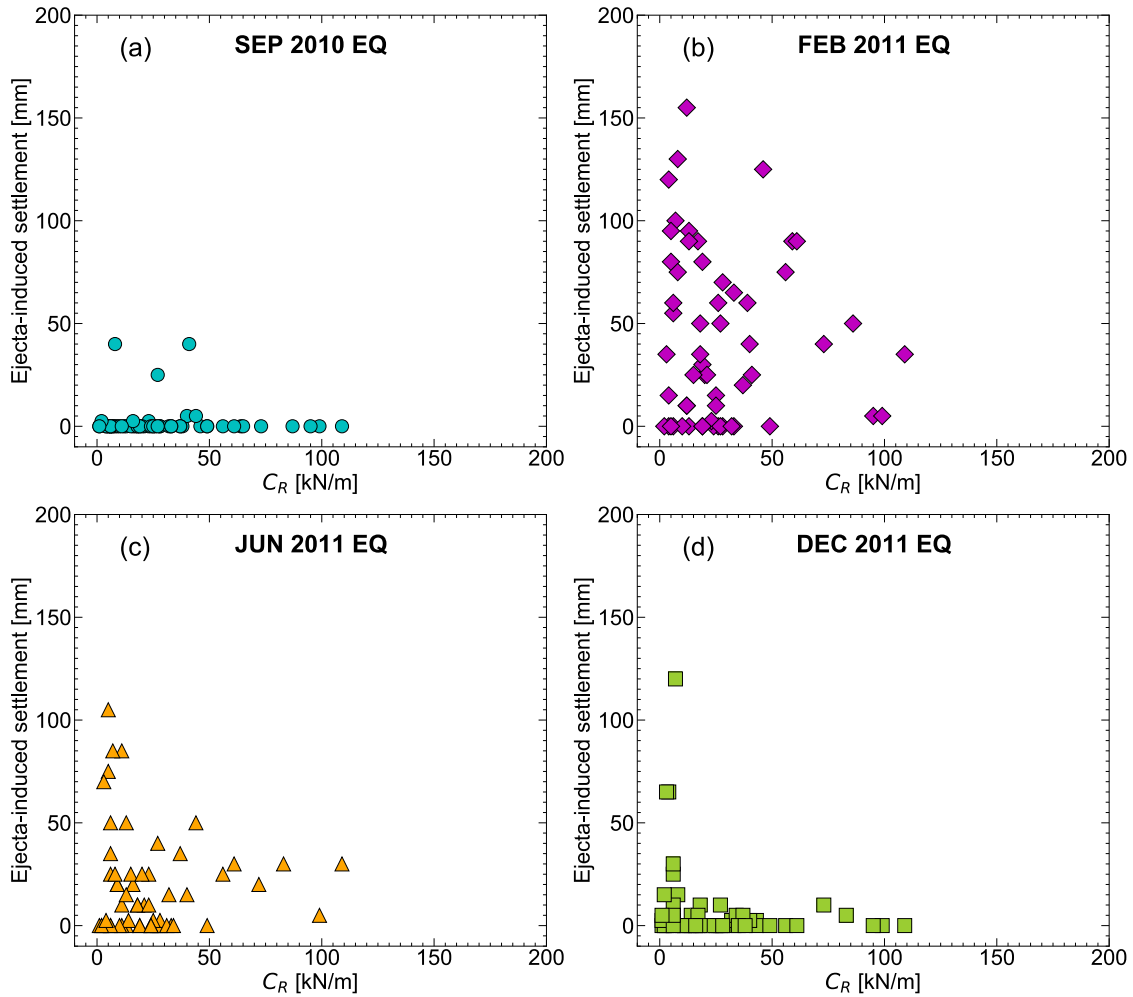 (a) SEP 2010 EQ
Ejecta-induced settlement [mm]
200
150
100
50
0
0 50 100 150 200
C_R [kN/m]
(b) FEB 2011 EQ
Ejecta-induced settlement [mm]
200
150
100
50
0
0 50 100 150 200
C_R [kN/m]
(c) JUN 2011 EQ
Ejecta-induced settlement [mm]
200
150
100
50
0
0 50 100 150 200
C_R [kN/m]
(d) DEC 2011 EQ
Ejecta-induced settlement [mm]
200
150
100
50
0
0 50 100 150 200
C_R [kN/m]